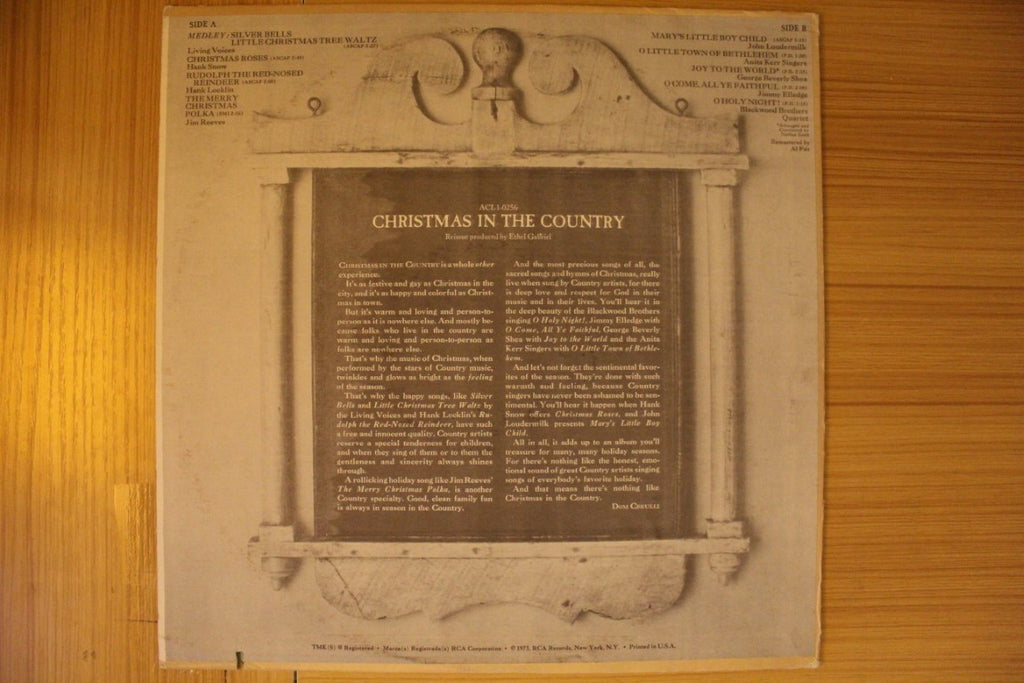 SIDE A
MEDLEY: SILVER BELLS
LITTLE CHRISTMAS TREE WALTZ
Living Voices
CHRISTMAS ROSES
Hank Snow
RUDOLPH THE RED-NOSED
REINDEER
Hank Locklin
THE MERRY
CHRISTMAS
POLKA
Jim Reeves
SIDE B
MARY'S LITTLE BOY CHILD
John Loudermilk
O LITTLE TOWN OF BETHLEHEM
Anita Kerr Singers
JOY TO THE WORLD*
George Beverly Shea
O COME, ALL YE FAITHFUL
Jimmy Elledge
O HOLY NIGHT!
Blackwood Brothers
Quartet
Remastered by
ACL1-0256
CHRISTMAS IN THE COUNTRY
Reissue produced by Ethel Gabriel
CHRISTMAS IN THE COUNTRY is a whole other
experience.
It's as festive and gay as Christmas in the
city, and it's as happy and colorful as Christ-
mas in town.
But it's warm and loving and person-to-
person as it is nowhere else. And mostly be-
cause folks who live in the country are
warm and loving and person-to-person as
folks are nowhere else.
That's why the music of Christmas, when
performed by the stars of Country music,
twinkles and glows as bright as the feeling
of the season.
That's why the happy songs, like Silver
Bells and Little Christmas Tree Waltz by
the Living Voices and Hank Locklin's Ru-
dolph the Red-Nosed Reindeer, have such
a free and innocent quality. Country artists
reserve a special tenderness for children,
and when they sing of them or to them the
gentleness and sincerity always shines
through.
A rollicking holiday song like Jim Reeves'
The Merry Christmas Polka, is another
Country specialty. Good, clean family fun
is always in season in the Country.
And the most precious songs of all, the
sacred songs and hymns of Christmas, really
live when sung by Country artists, for there
is deep love and respect for God in their
music and in their lives. You'll hear it in
the deep beauty of the Blackwood Brothers
singing O Holy Night!, Jimmy Elledge with
O Come, All Ye Faithful, George Beverly
Shea with Joy to the World and the Anita
Kerr Singers with O Little Town of Bethle-
hem.
And let's not forget the sentimental favor-
ites of the season. They're done with such
warmth and feeling, because Country
singers have never been ashamed to be sen-
timental. You'll hear it happen when Hank
Snow offers Christmas Roses, and John
Loudermilk presents Mary's Little Boy
Child.
All in all, it adds up to an album you'll
treasure for many, many holiday seasons.
For there's nothing like the honest, emo-
tional sound of great Country artists singing
songs of everybody's favorite holiday.
And that means there's nothing like
Christmas in the Country.
TMK(S) ® Registered • Marca(s) Registrada(s) RCA Corporation • © 1973, RCA Records, New York, N.Y. • Printed in U.S.A.